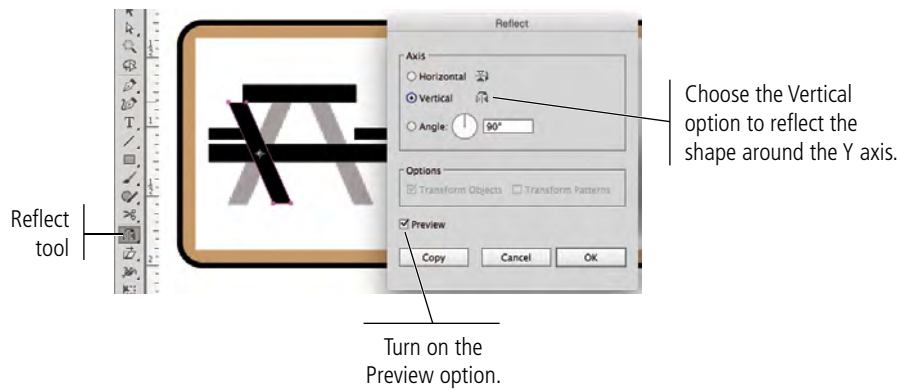 Reflect
Axis
Horizontal
Vertical
Angle: 90°
Options
Transform Objects Transform Patterns
Preview
Copy Cancel OK
Choose the Vertical
option to reflect the
shape around the Y axis.
Reflect
tool
Turn on the
Preview option.